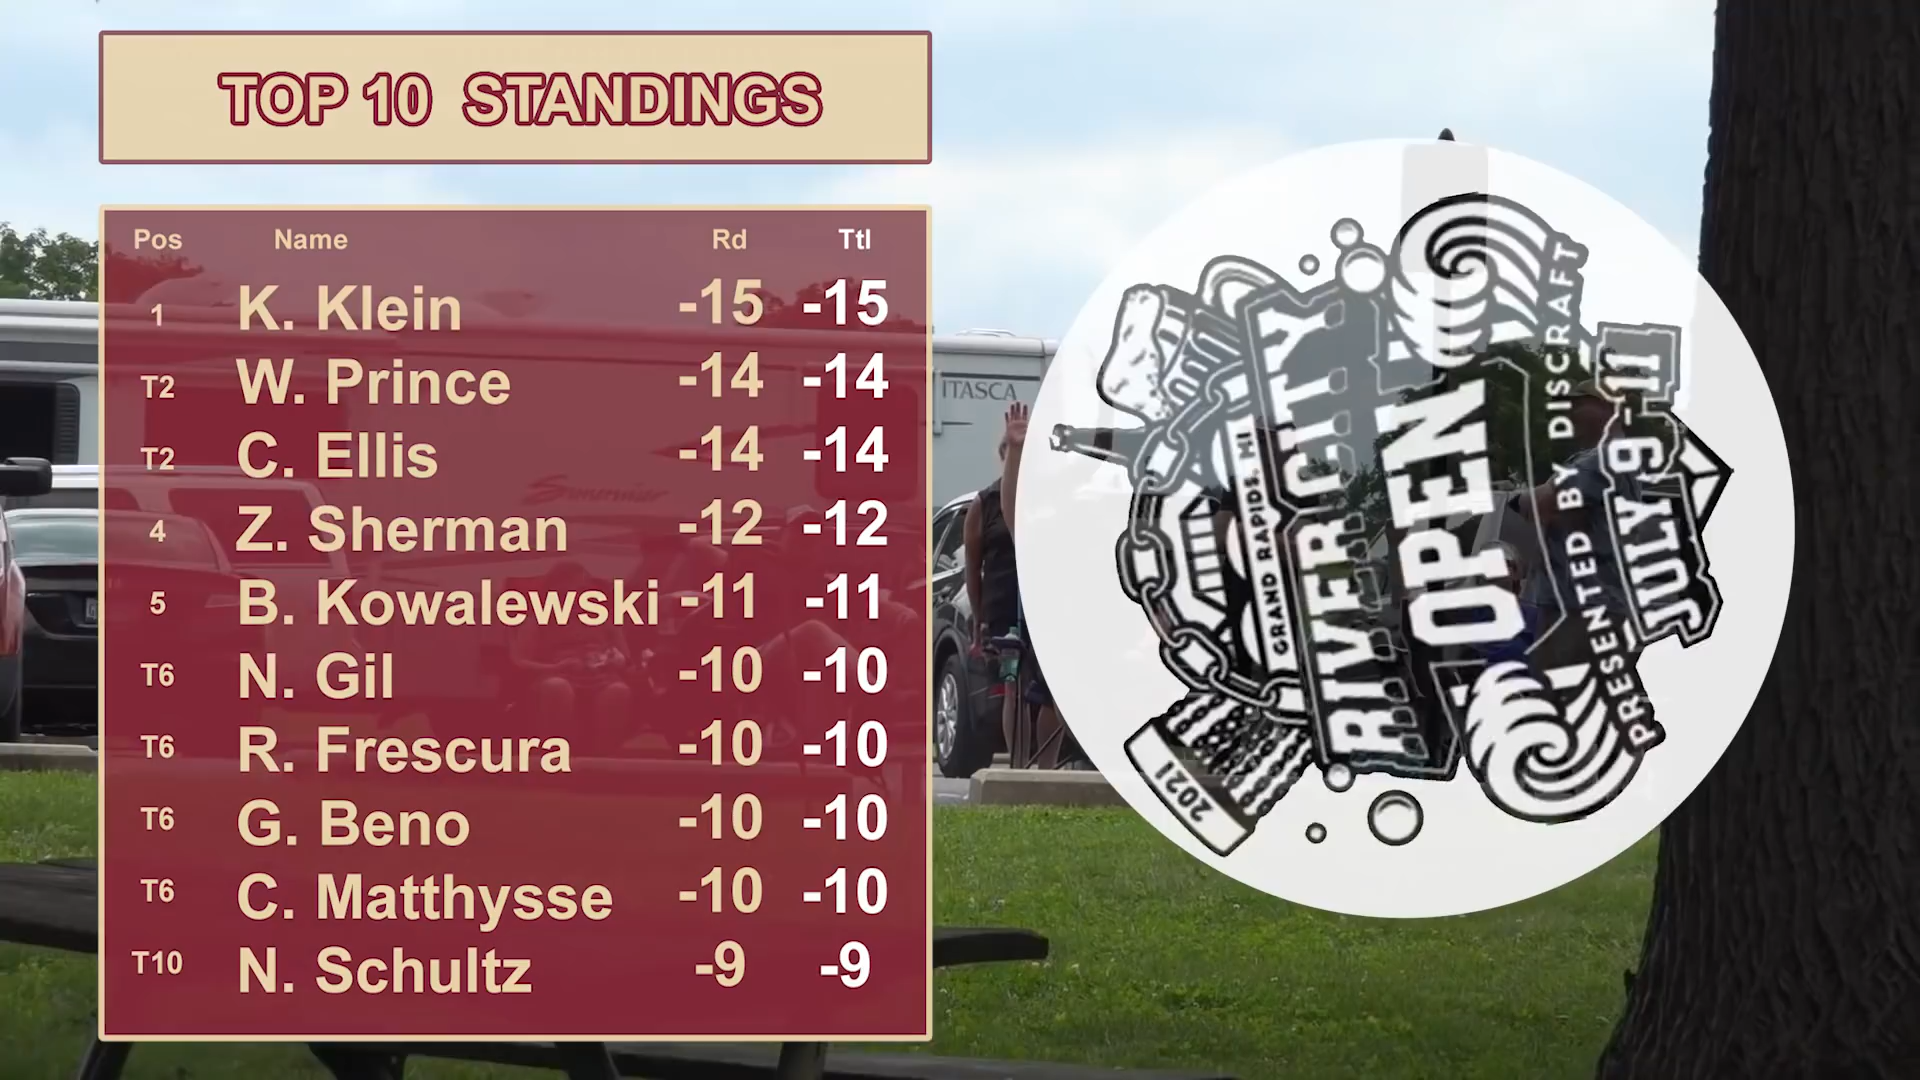 TOP 10 STANDINGS
Pos Name Rd Ttl
1 K. Klein -15 -15
T2 W. Prince -14 -14
T2 C. Ellis -14 -14
4 Z. Sherman -12 -12
5 B. Kowalewski -11 -11
T6 N. Gil -10 -10
T6 R. Frescura -10 -10
T6 G. Beno -10 -10
T6 C. Matthysse -10 -10
T10 N. Schultz -9 -9
ITASCA
GRAND RAPIDS, MI
RIVER CITY
OPEN
PRESENTED BY DISCRAFT
JULY 9-11
2021